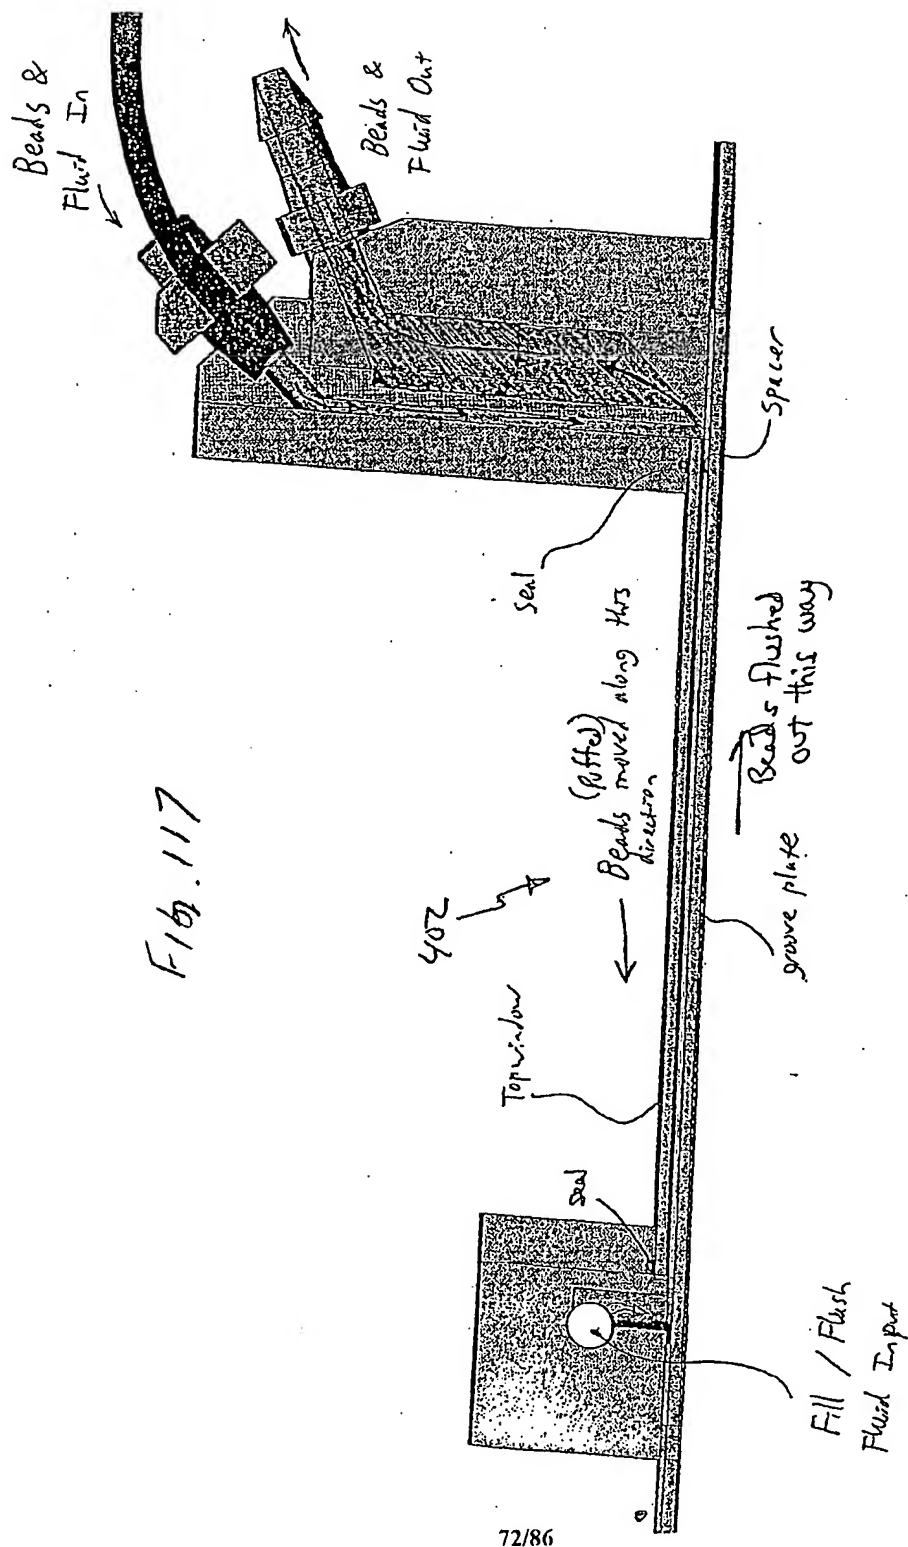 Fig. 117
Beads &
Fluid In
Beads &
Fluid Out
402
Top window
seal
(puffed)
Beads moved along this
direction
seal
Spacer
groove plate
Beads flushed
out this way
Fill / Flush
Fluid Input
72/86